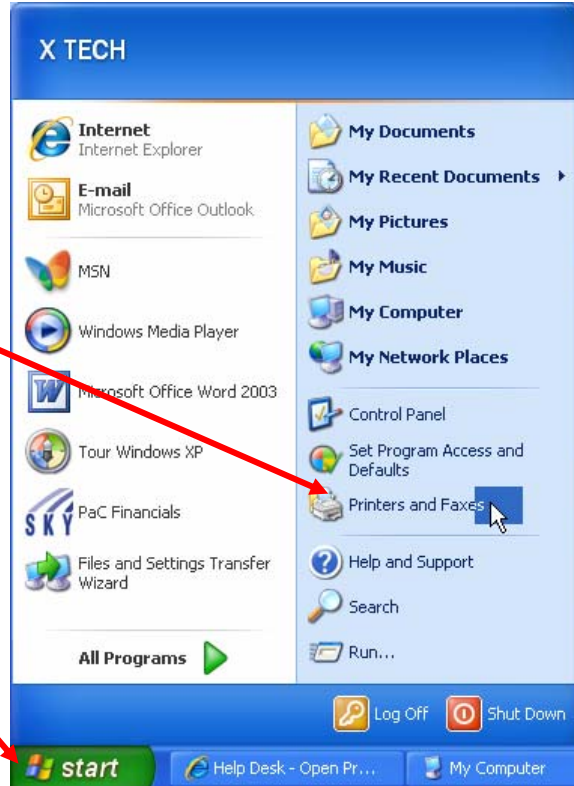 X TECH
Internet
Internet Explorer
E-mail
Microsoft Office Outlook
MSN
Windows Media Player
Microsoft Office Word 2003
Tour Windows XP
SKY
PaC Financials
Files and Settings Transfer
Wizard
All Programs
My Documents
My Recent Documents
My Pictures
My Music
My Computer
My Network Places
Control Panel
Set Program Access and
Defaults
Printers and Faxes
Help and Support
Search
Run...
Log Off
Shut Down
start
Help Desk - Open Pr...
My Computer